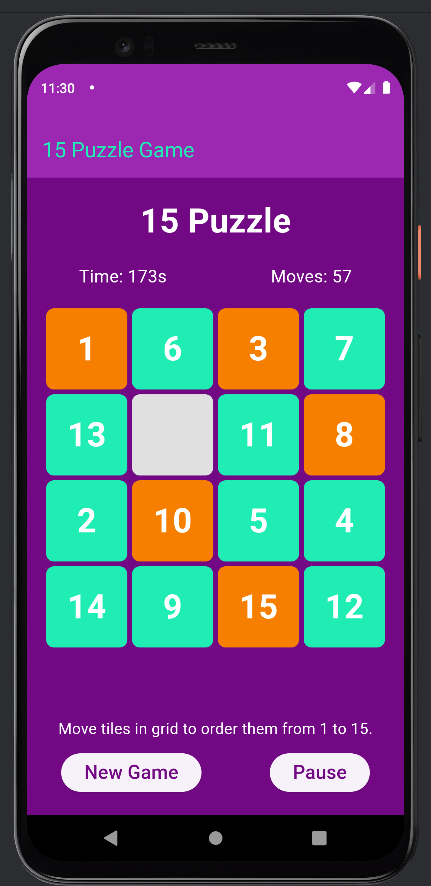 11:30
15 Puzzle Game
15 Puzzle
Time: 173s Moves: 57
1 6 3 7
13 11 8
2 10 5 4
14 9 15 12
Move tiles in grid to order them from 1 to 15.
New Game Pause